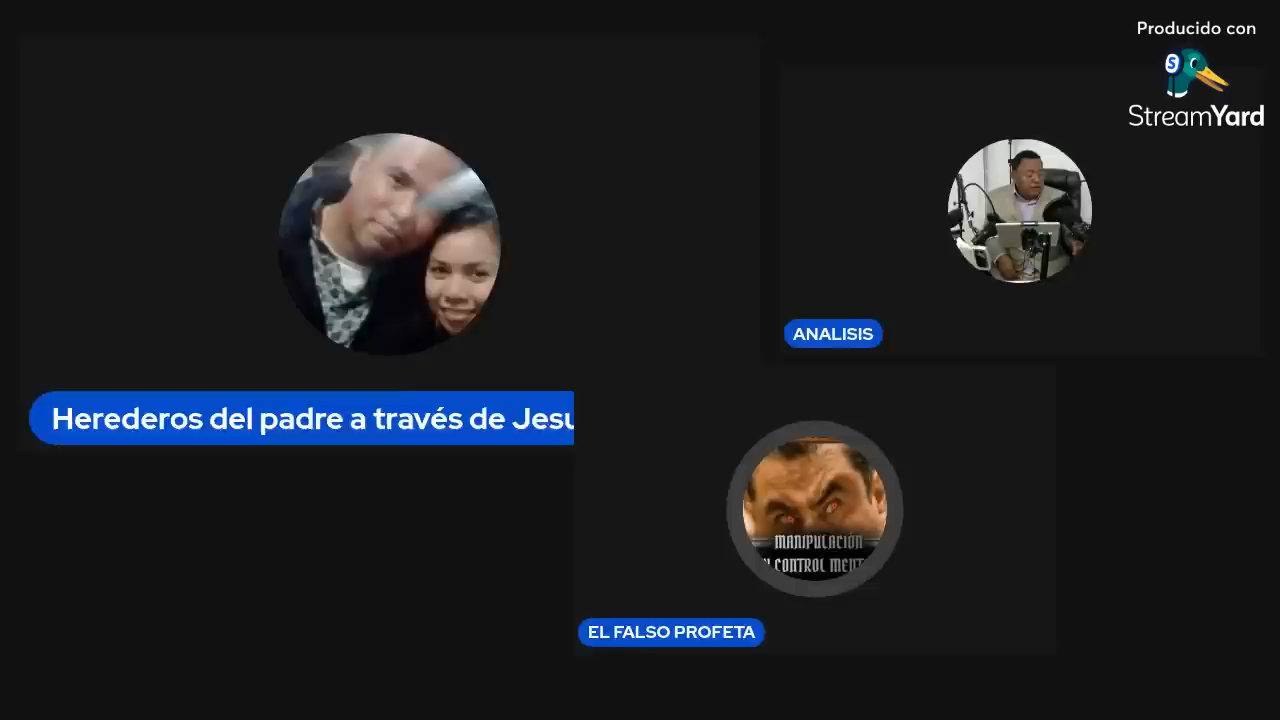 Producido con
StreamYard
ANALISIS
Herederos del padre a través de Jesu
MANIPULACIÓN
CONTROL MENT
EL FALSO PROFETA